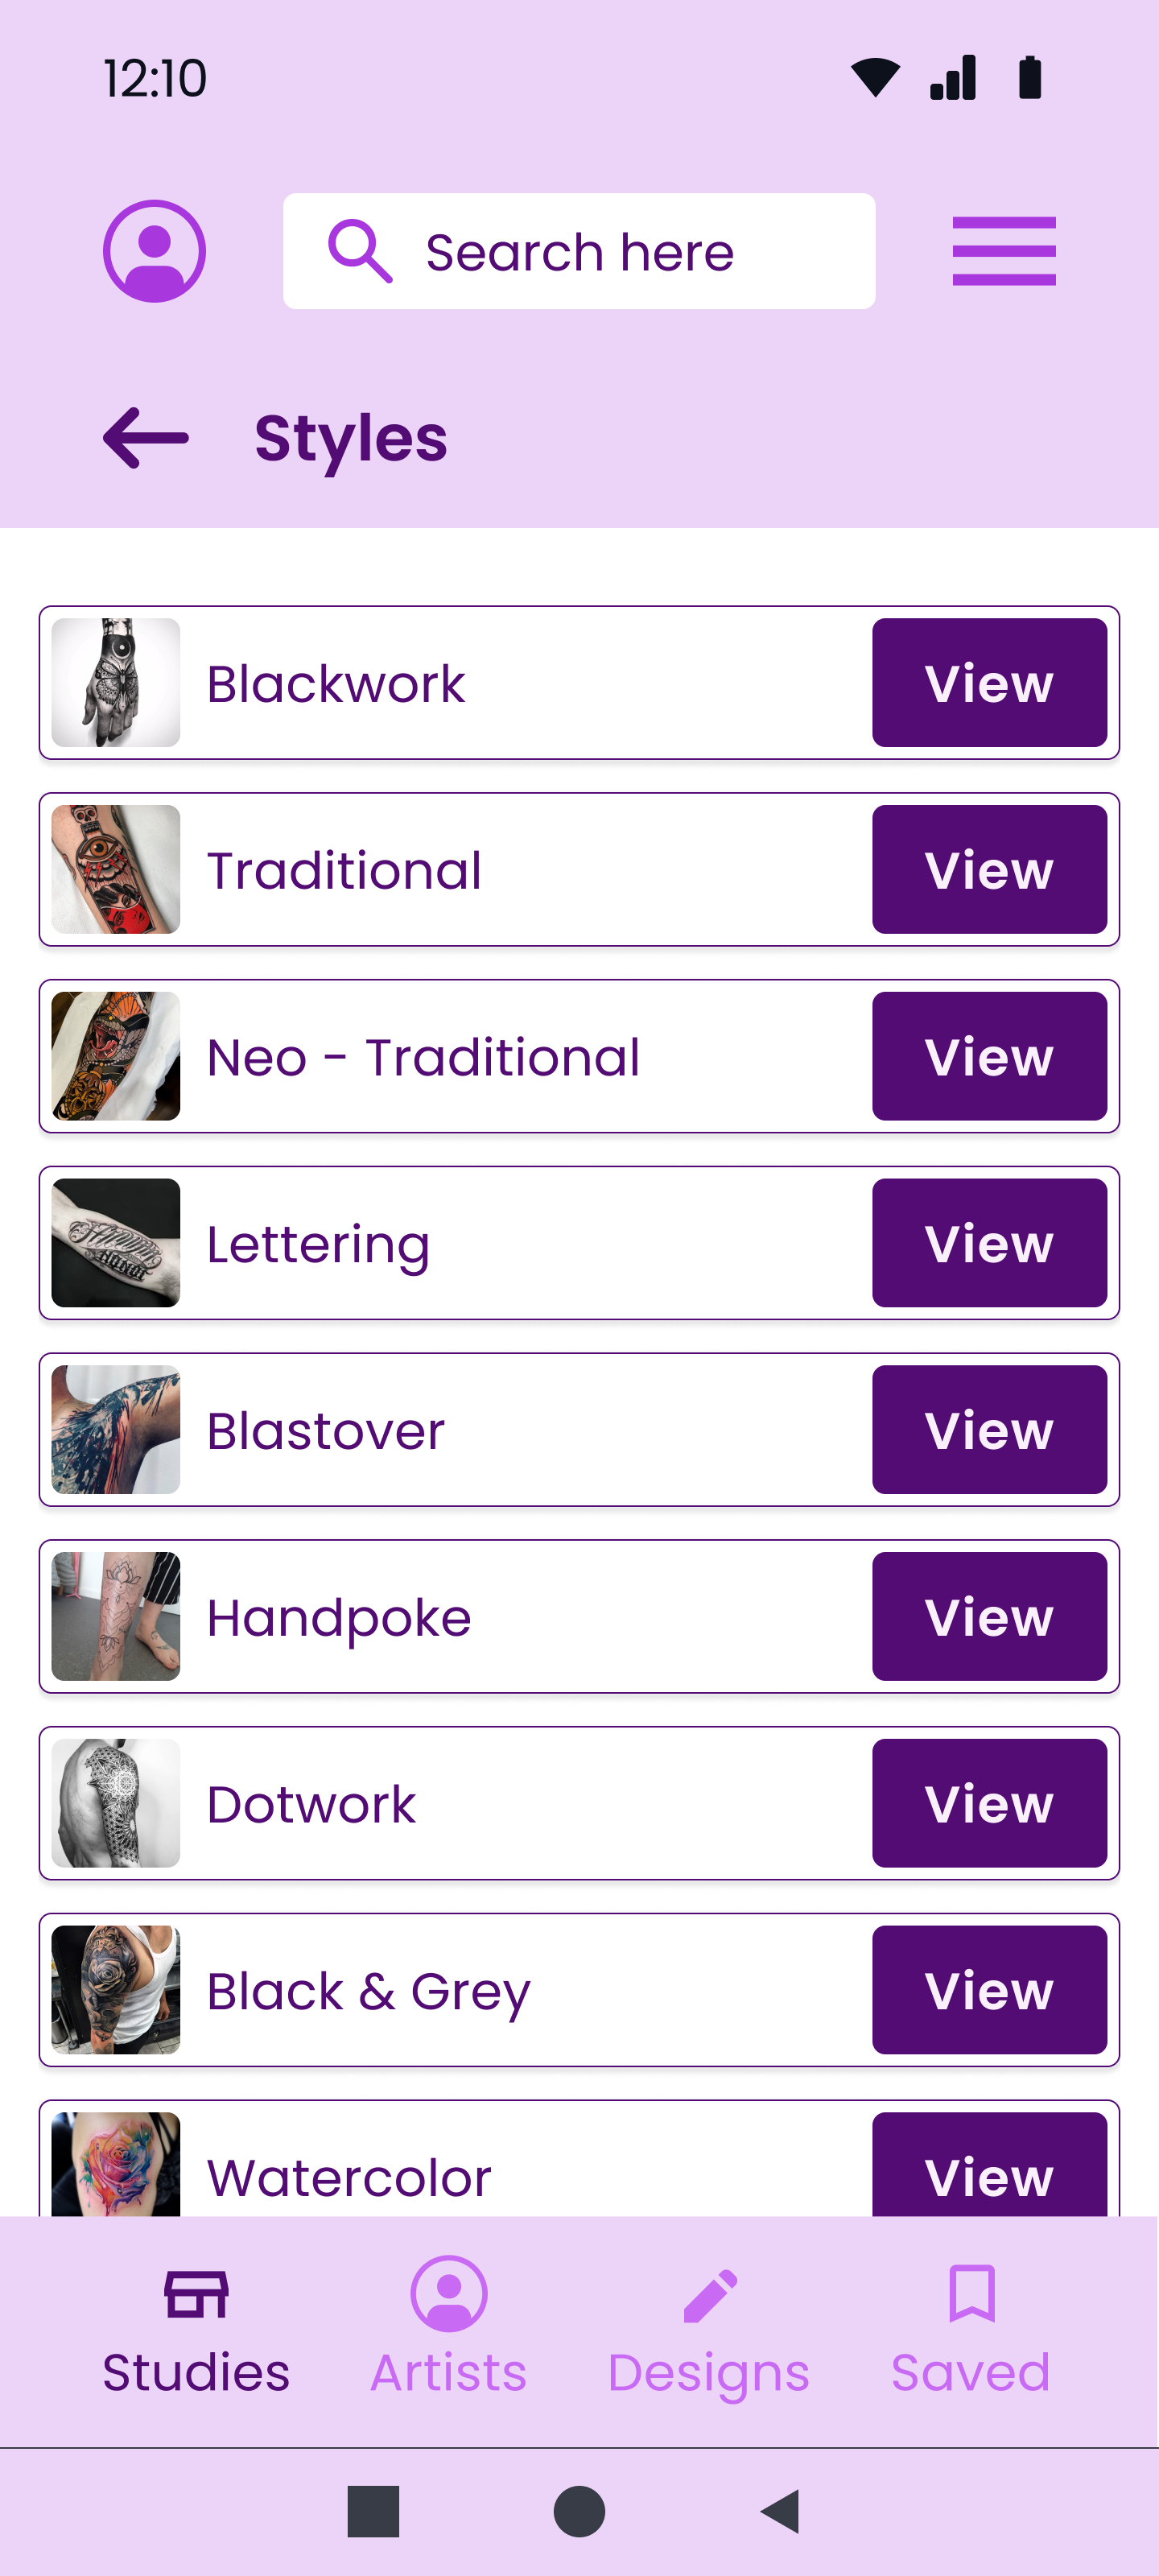 12:10
Search here
Styles
Blackwork
View
Traditional
View
Neo - Traditional
View
Lettering
View
Blastover
View
Handpoke
View
Dotwork
View
Black & Grey
View
Watercolor
View
Studies
Artists
Designs
Saved